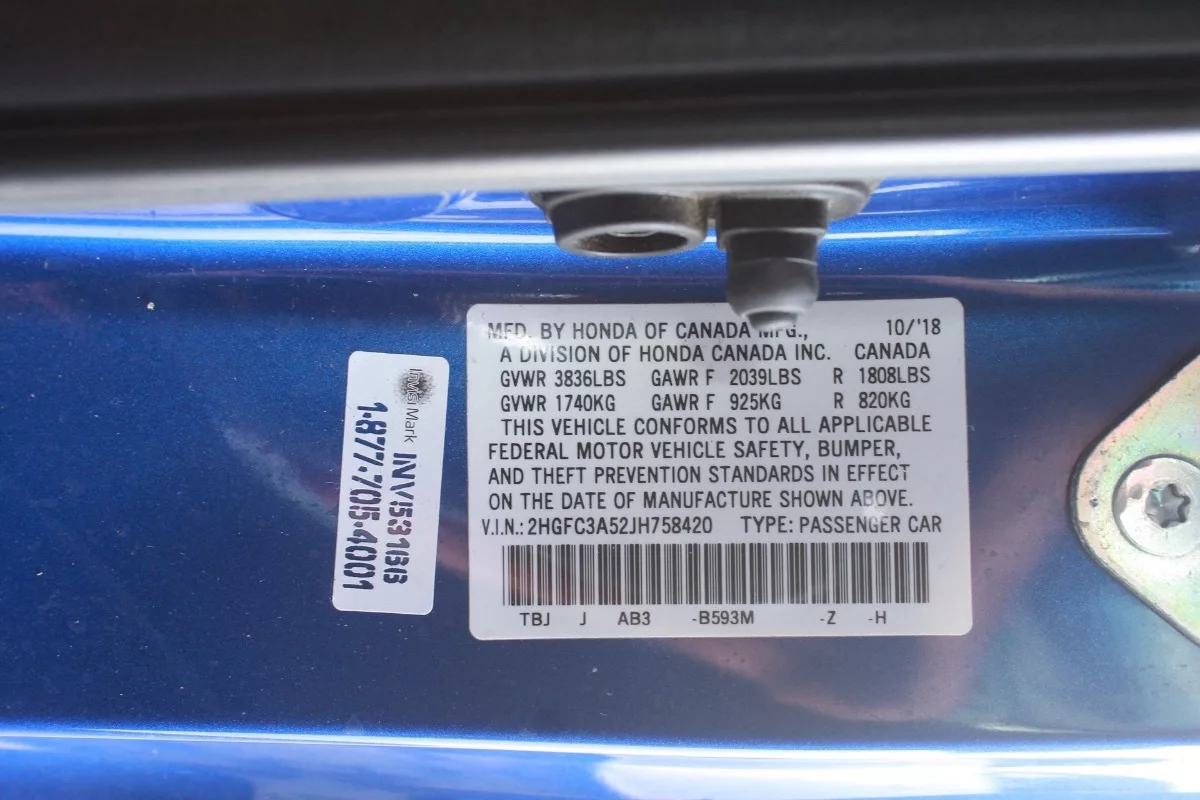 MFD. BY HONDA OF CANADA MFG., 10/'18
A DIVISION OF HONDA CANADA INC. CANADA
GVWR 3836LBS GAWR F 2039LBS R 1808LBS
GVWR 1740KG GAWR F 925KG R 820KG
THIS VEHICLE CONFORMS TO ALL APPLICABLE
FEDERAL MOTOR VEHICLE SAFETY, BUMPER,
AND THEFT PREVENTION STANDARDS IN EFFECT
ON THE DATE OF MANUFACTURE SHOWN ABOVE.
V.I.N.: 2HGFC3A52JH758420 TYPE: PASSENGER CAR
TBJ J AB3 -B593M -Z -H
InVisiMark
1·877·705·4001